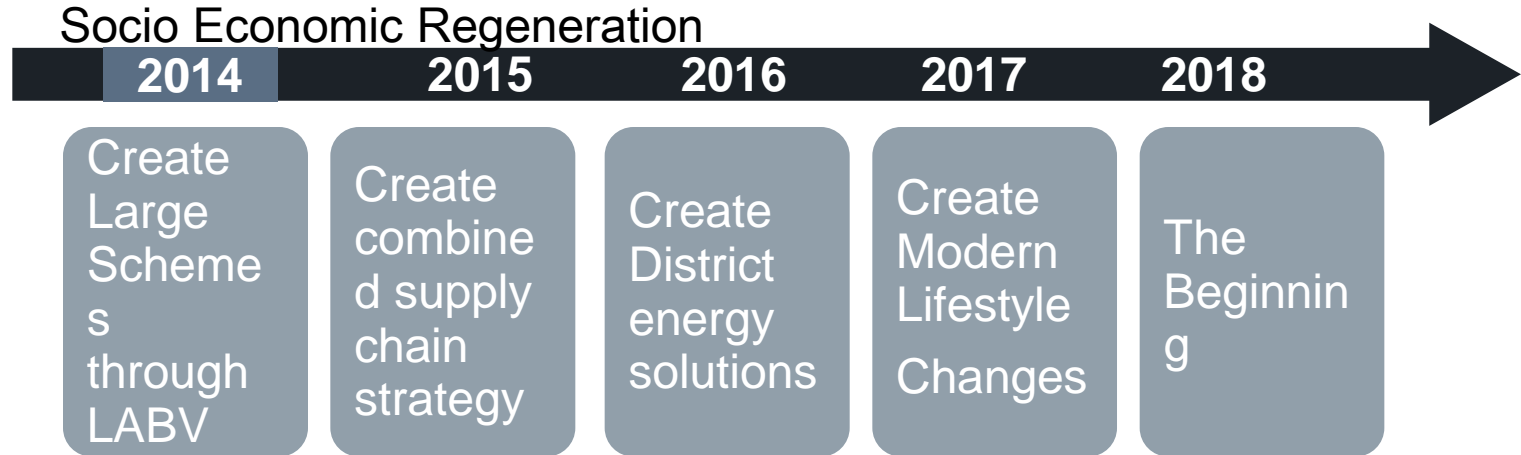 Socio Economic Regeneration
2014 2015 2016 2017 2018
Create
Large
Scheme
s
through
LABV
Create
combine
d supply
chain
strategy
Create
District
energy
solutions
Create
Modern
Lifestyle
Changes
The
Beginnin
g